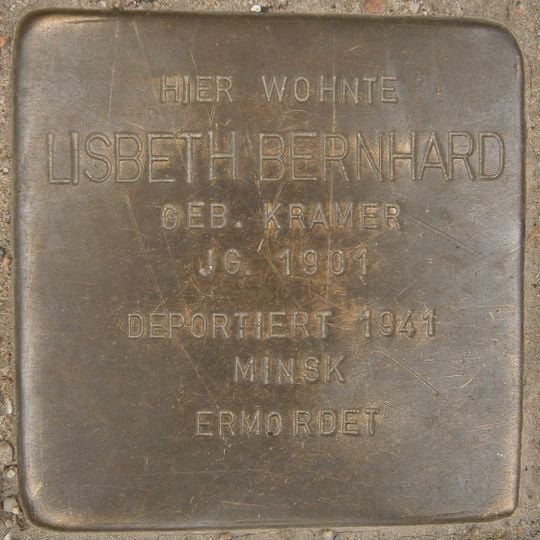 HIER WOHNTE
LISBETH BERNHARD
GEB. KRAMER
JG. 1901
DEPORTIERT 1941
MINSK
ERMORDET